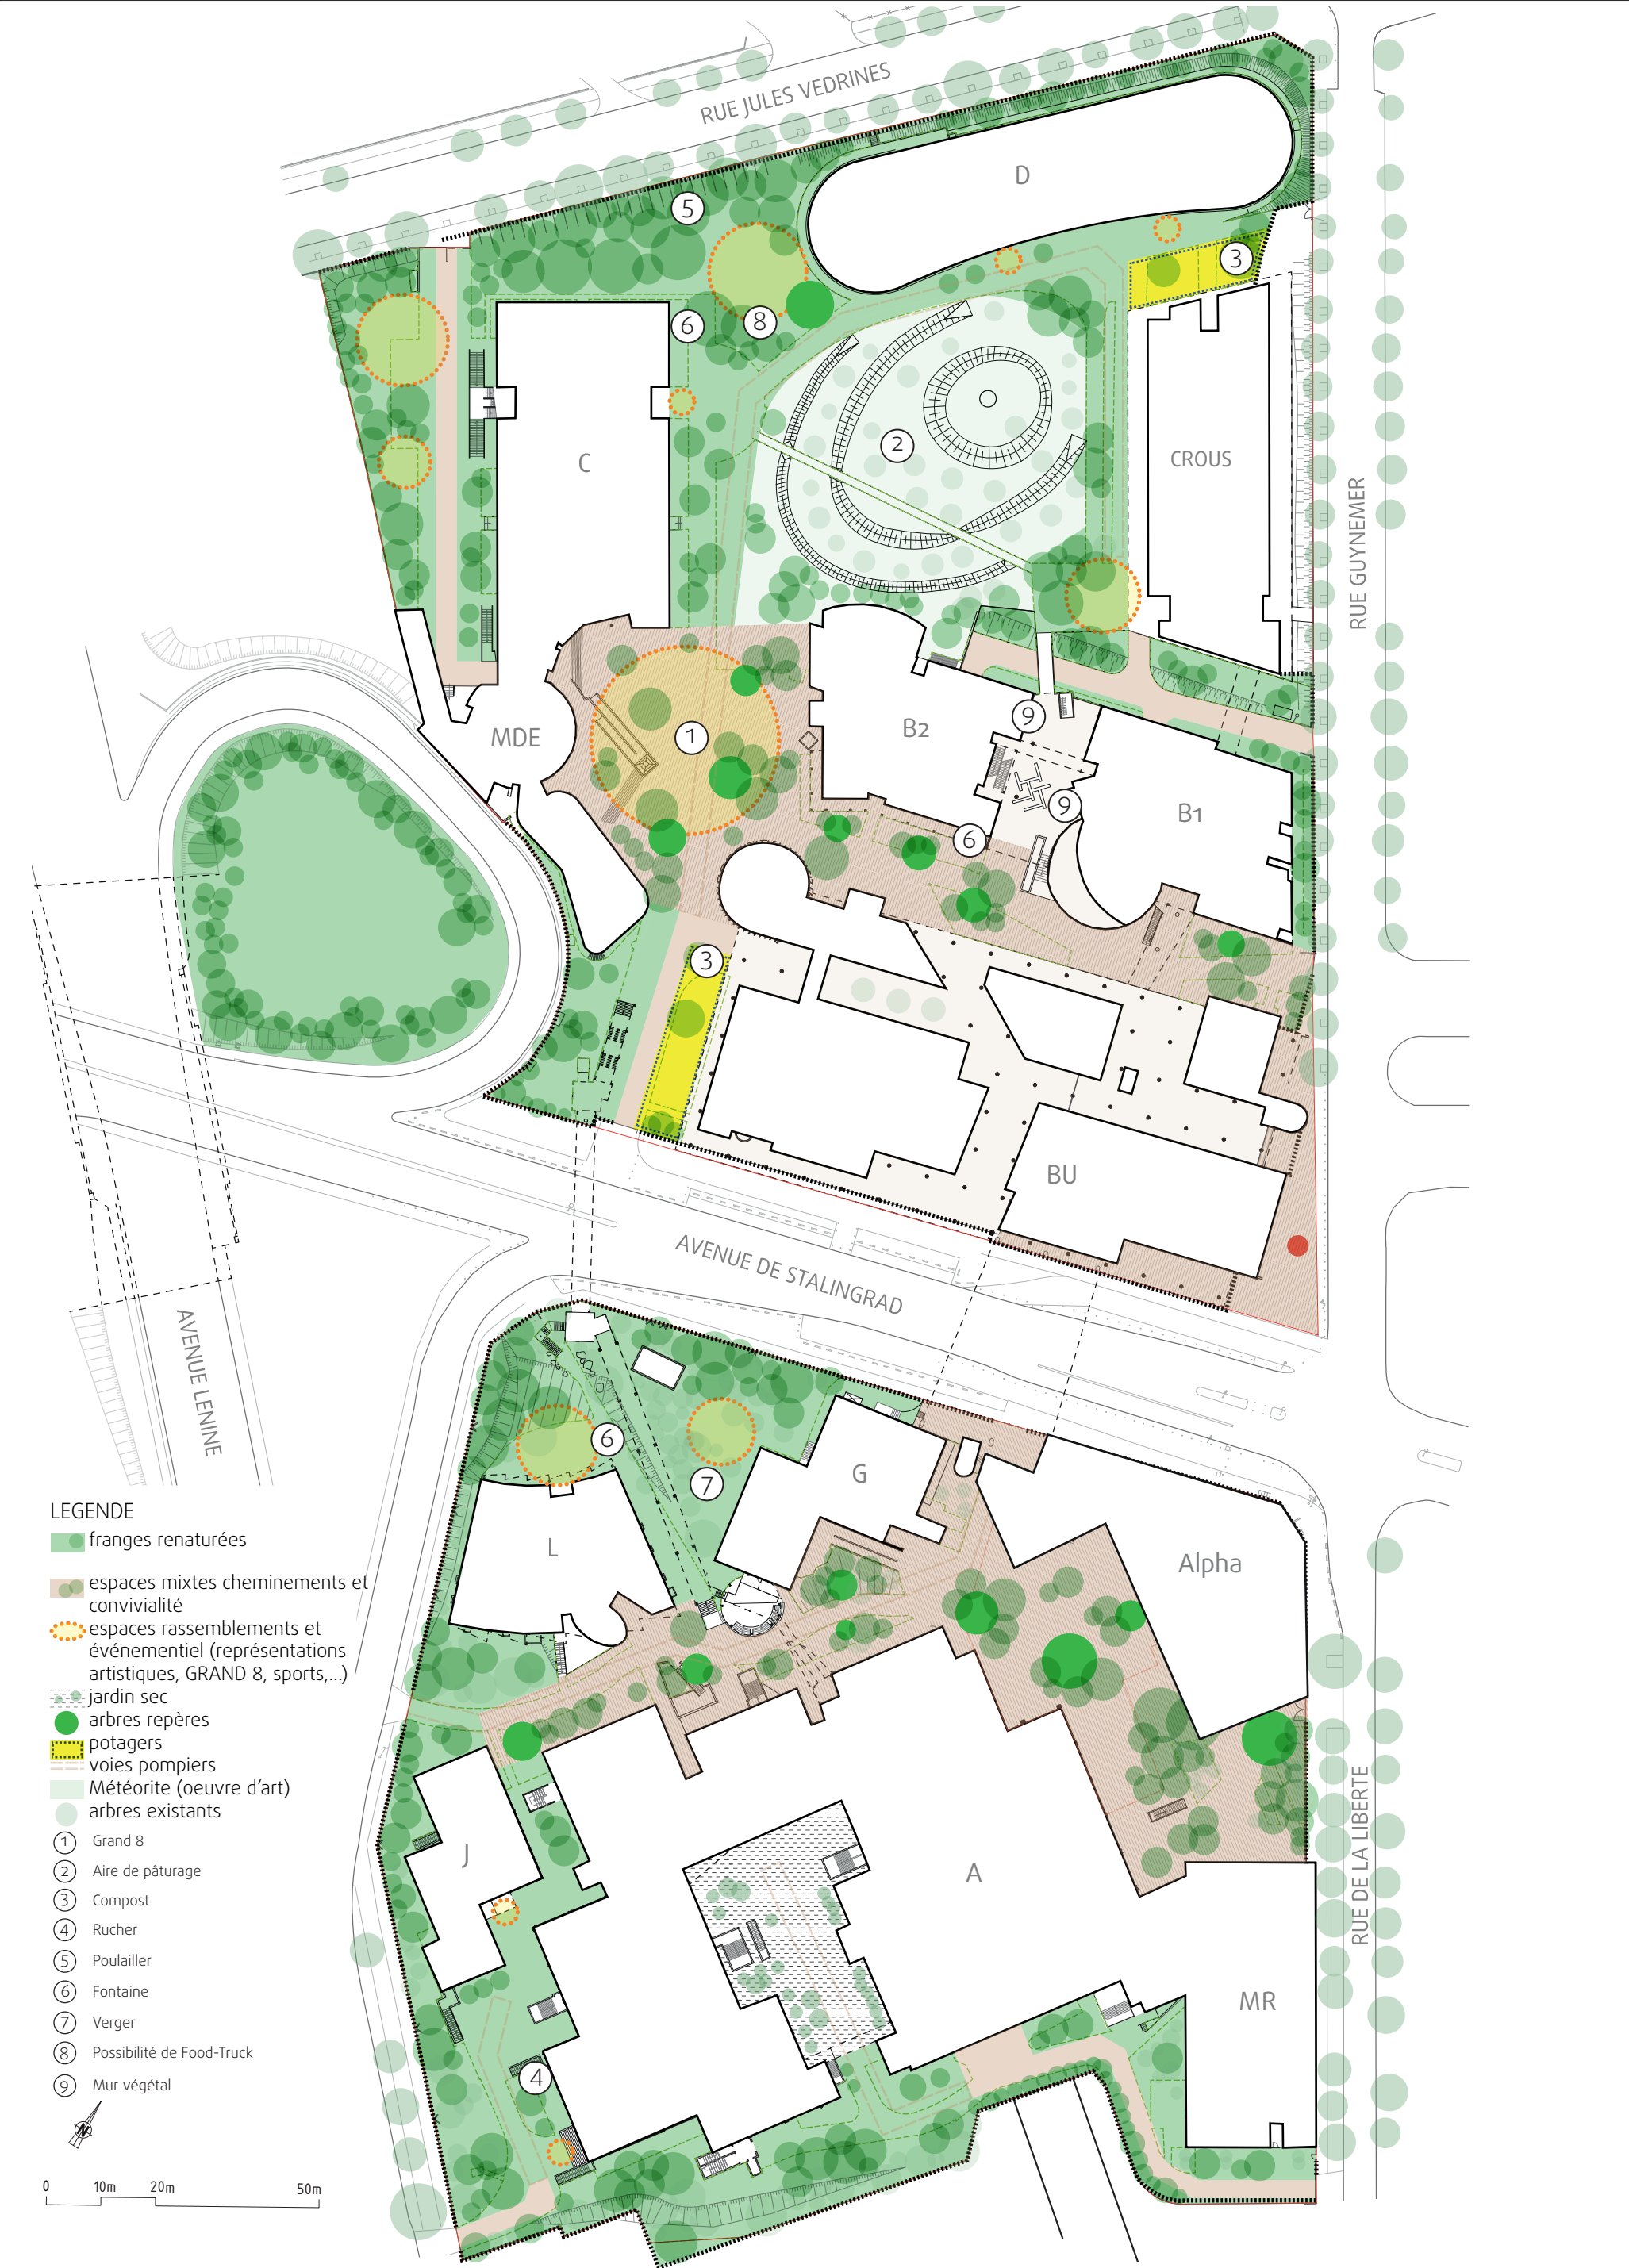 RUE JULES VEDRINES
D
5
3
6
8
C
2
CROUS
RUE GUYNEMER
MDE
1
B2
9
9
B1
6
3
BU
AVENUE DE STALINGRAD
AVENUE LENINE
6
7
G
L
Alpha
J
A
4
MR
RUE DE LA LIBERTE
LEGENDE
franges renaturées
espaces mixtes cheminements et
convivialité
espaces rassemblements et
événementiel (représentations
artistiques, GRAND 8, sports,...)
jardin sec
arbres repères
potagers
voies pompiers
Météorite (oeuvre d'art)
arbres existants
1 Grand 8
2 Aire de pâturage
3 Compost
4 Rucher
5 Poulailler
6 Fontaine
7 Verger
8 Possibilité de Food-Truck
9 Mur végétal
N
0 10m 20m 50m